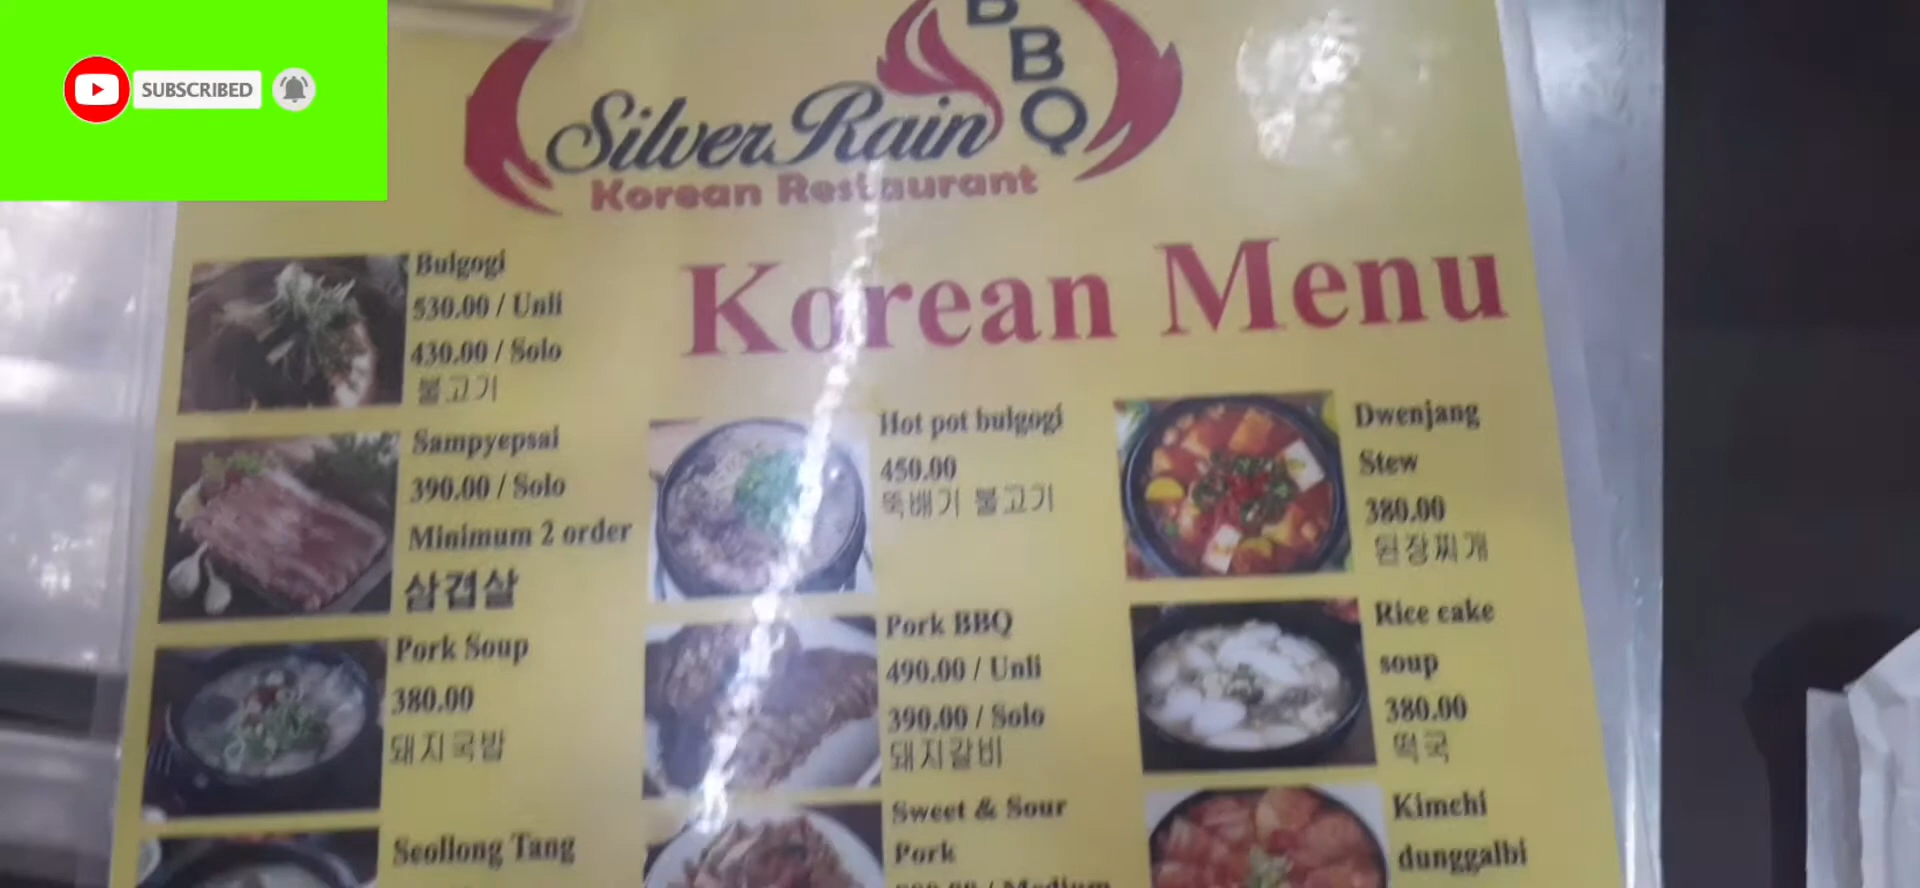 SUBSCRIBED
BBQ
Silver Rain
Korean Restaurant
Korean Menu
Bulgogi
530.00 / Unli
430.00 / Solo
불고기
Sampyepsal
390.00 / Solo
Minimum 2 order
삼겹살
Pork Soup
380.00
돼지국밥
Seollong Tang
Hot pot bulgogi
450.00
뚝배기 불고기
Pork BBQ
490.00 / Unli
390.00 / Solo
돼지갈비
Sweet & Sour
Pork
/ Medium
Dwenjang
Stew
380.00
된장찌개
Rice cake
soup
380.00
떡국
Kimchi
dunggalbi